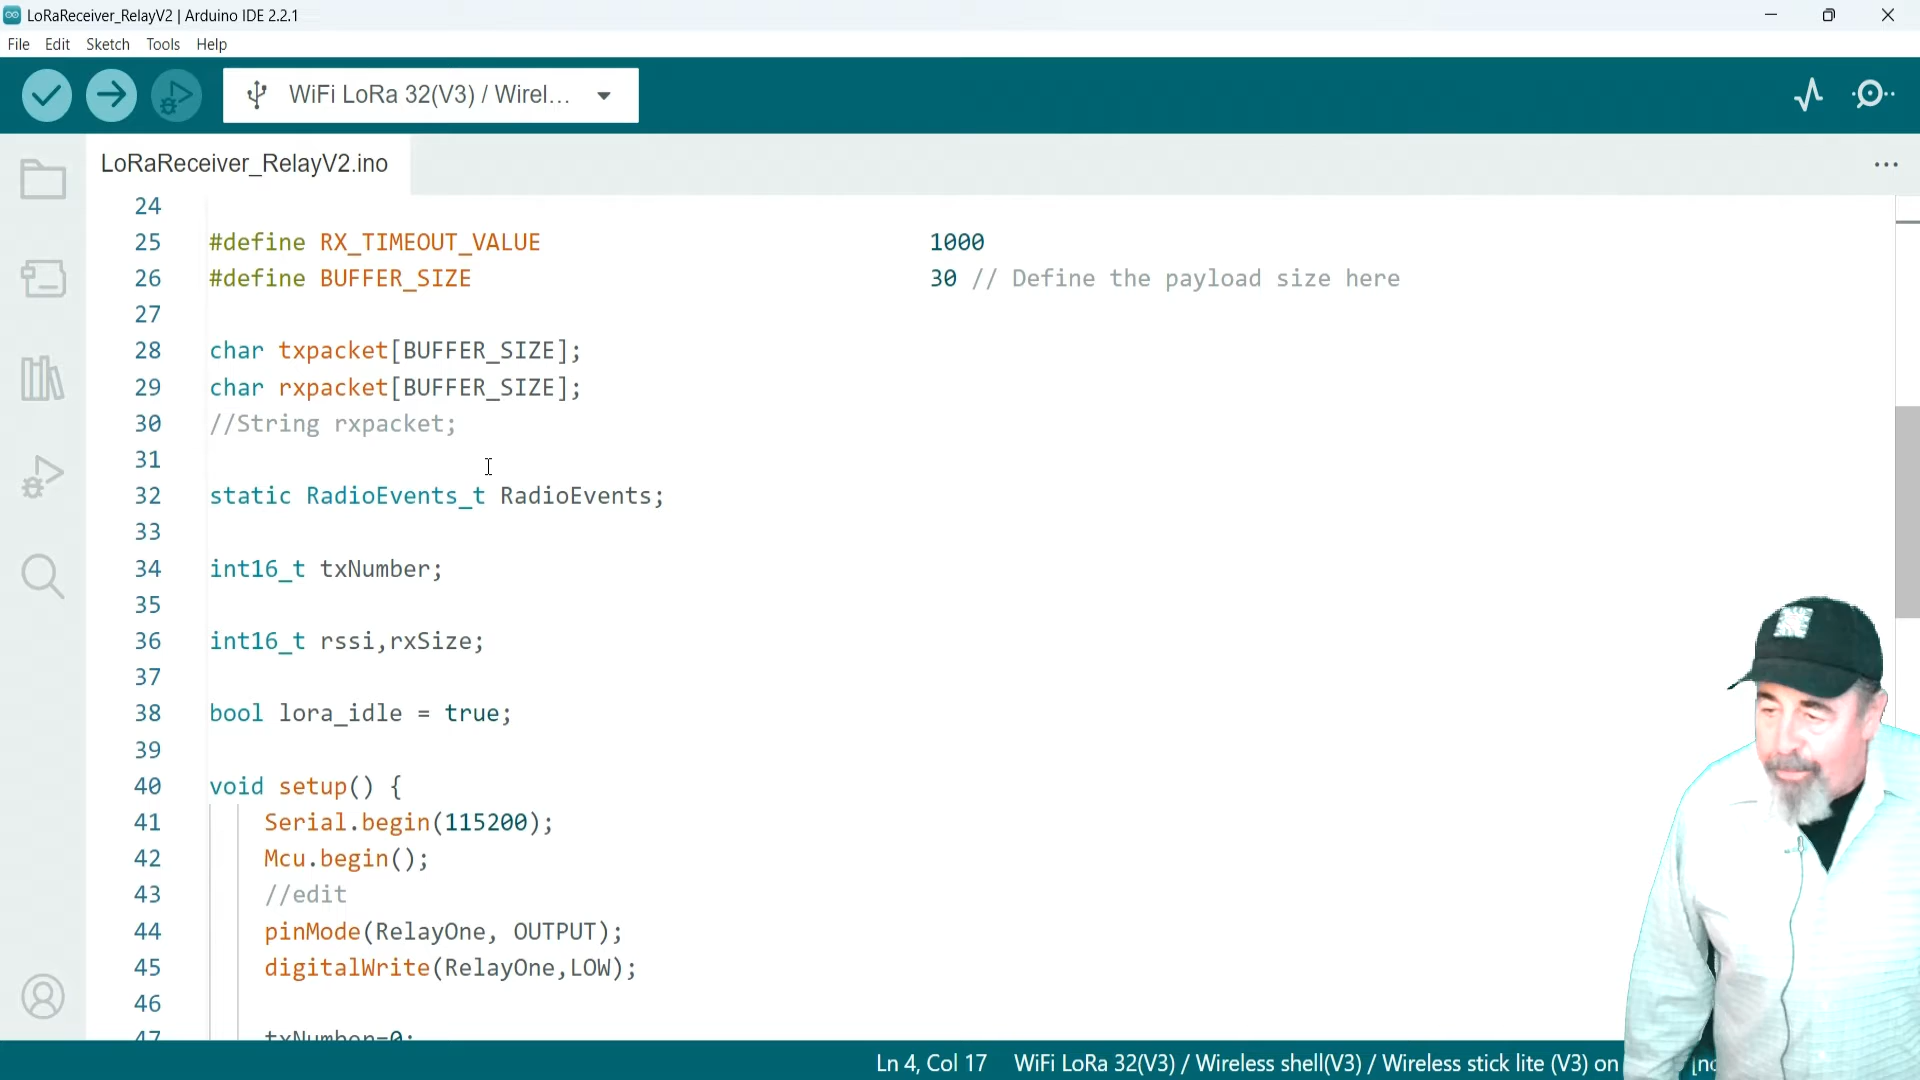 LoRaReceiver_RelayV2 | Arduino IDE 2.2.1
File Edit Sketch Tools Help
WiFi LoRa 32(V3) / Wirel...
LoRaReceiver_RelayV2.ino
24
25 #define RX_TIMEOUT_VALUE 1000
26 #define BUFFER_SIZE 30 // Define the payload size here
27
28 char txpacket[BUFFER_SIZE];
29 char rxpacket[BUFFER_SIZE];
30 //String rxpacket;
31
32 static RadioEvents_t RadioEvents;
33
34 int16_t txNumber;
35
36 int16_t rssi,rxSize;
37
38 bool lora_idle = true;
39
40 void setup() {
41 Serial.begin(115200);
42 Mcu.begin();
43 //edit
44 pinMode(RelayOne, OUTPUT);
45 digitalWrite(RelayOne,LOW);
46
47 txNumber=0;
Ln 4, Col 17 WiFi LoRa 32(V3) / Wireless shell(V3) / Wireless stick lite (V3) on